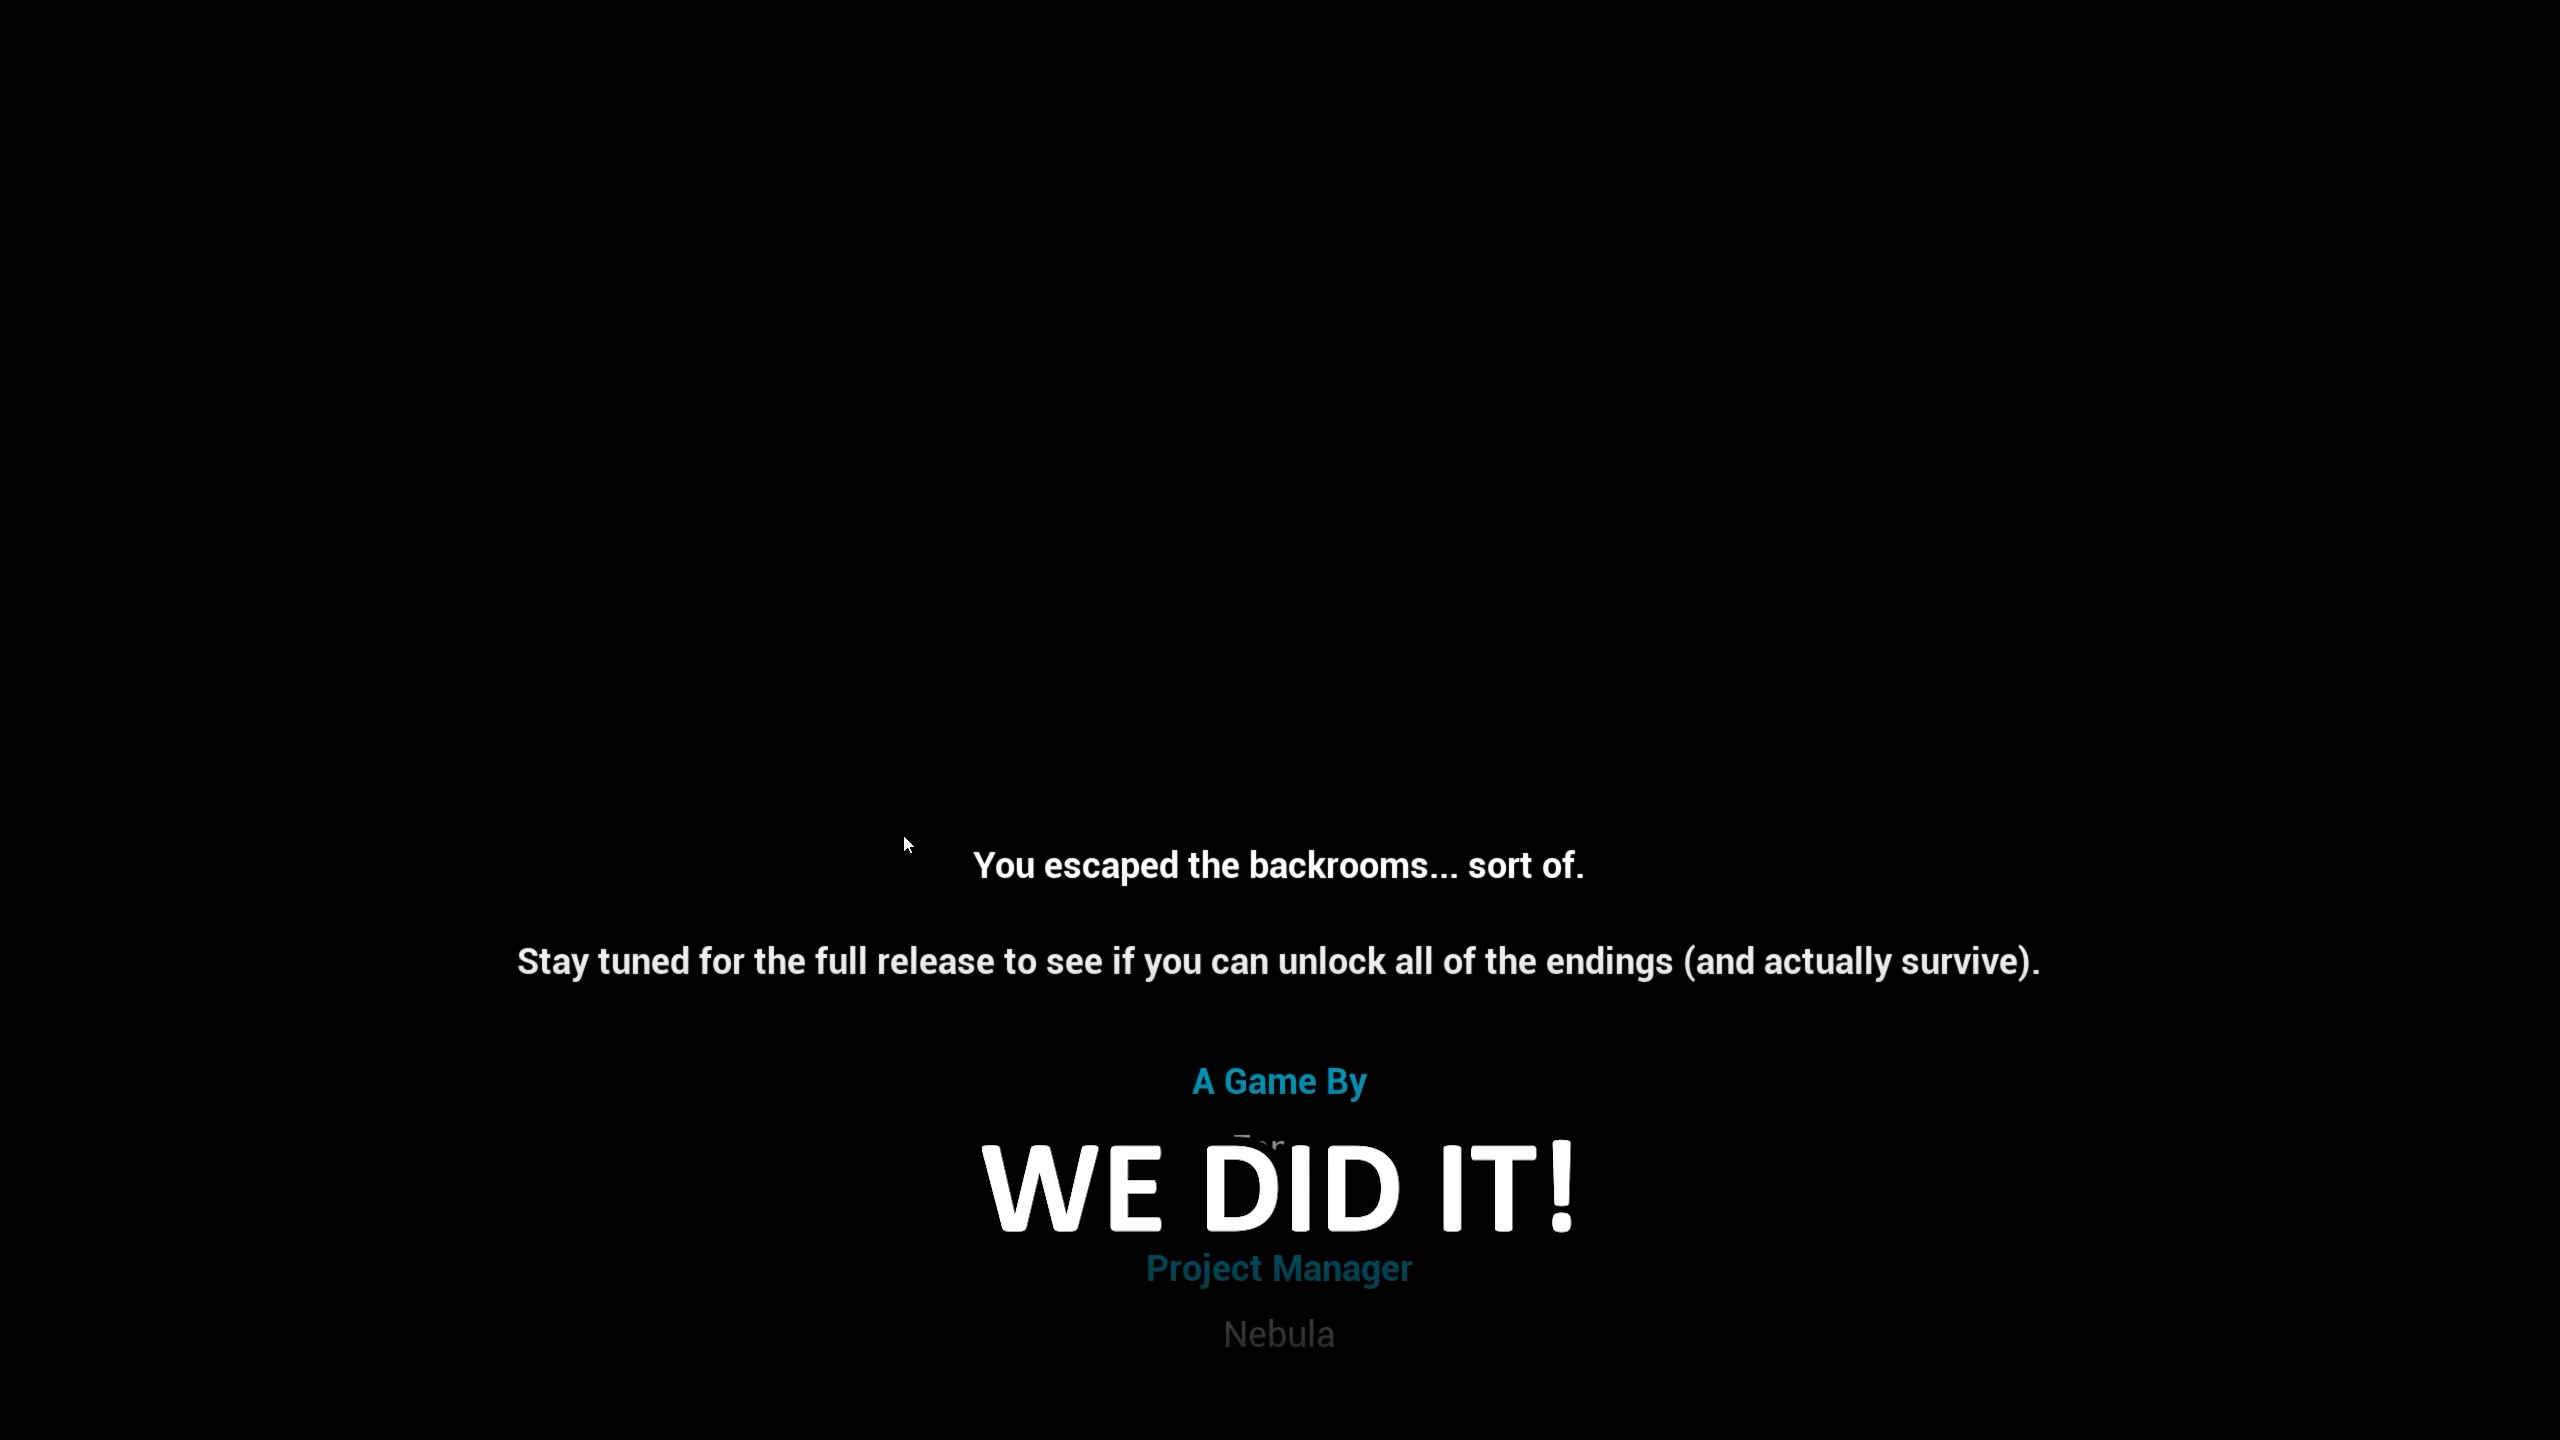 You escaped the backrooms... sort of.
Stay tuned for the full release to see if you can unlock all of the endings (and actually survive).
A Game By
WE DID IT!
Project Manager
Nebula